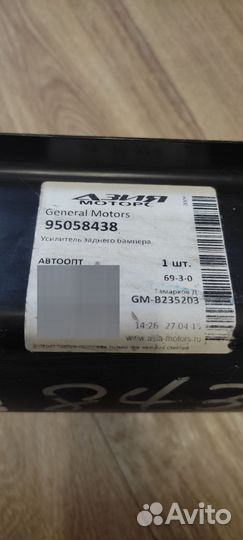 АЗИЯ
МОТОРС
General Motors
95058438
Усилитель заднего бампера
АВТООПТ
1 шт.
69-3-0
Тамарков Д
GM-B235203
14:26 27 04 15
www.asia-motors.ru
Avito